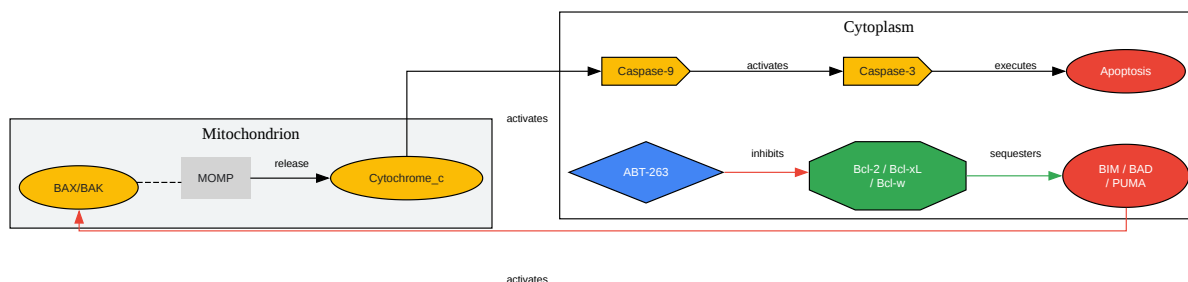 Cytoplasm
Caspase-9
activates
Caspase-3
executes
Apoptosis
activates
Mitochondrion
BAX/BAK
MOMP
release
Cytochrome_c
ABT-263
inhibits
Bcl-2 / Bcl-xL
/ Bcl-w
sequesters
BIM / BAD
/ PUMA
activates